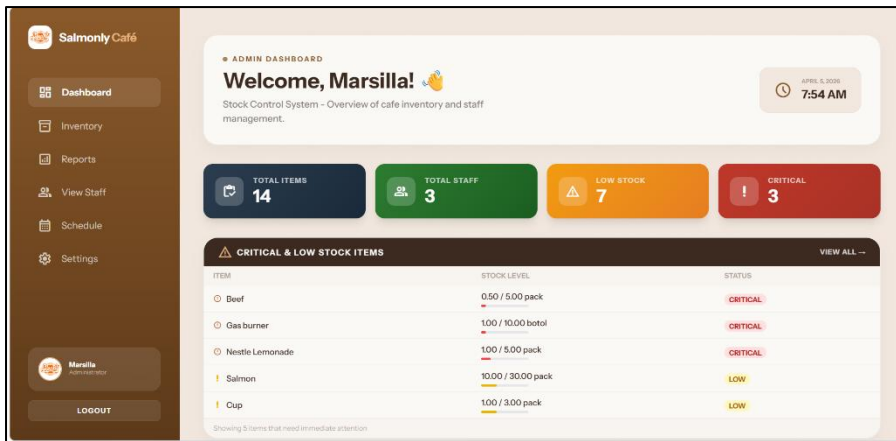 Salmonly Café
Dashboard
Inventory
Reports
View Staff
Schedule
Settings
Marsilla
Administrator
LOGOUT
ADMIN DASHBOARD
Welcome, Marsilla! 👋
Stock Control System - Overview of cafe inventory and staff
management.
APRIL 5, 2026
7:54 AM
TOTAL ITEMS
14
TOTAL STAFF
3
LOW STOCK
7
CRITICAL
3
CRITICAL & LOW STOCK ITEMS
VIEW ALL →
ITEM STOCK LEVEL STATUS
Beef 0.50 / 5.00 pack CRITICAL
Gas burner 1.00 / 10.00 botol CRITICAL
Nestle Lemonade 1.00 / 5.00 pack CRITICAL
Salmon 10.00 / 30.00 pack LOW
Cup 1.00 / 3.00 pack LOW
Showing 5 items that need immediate attention